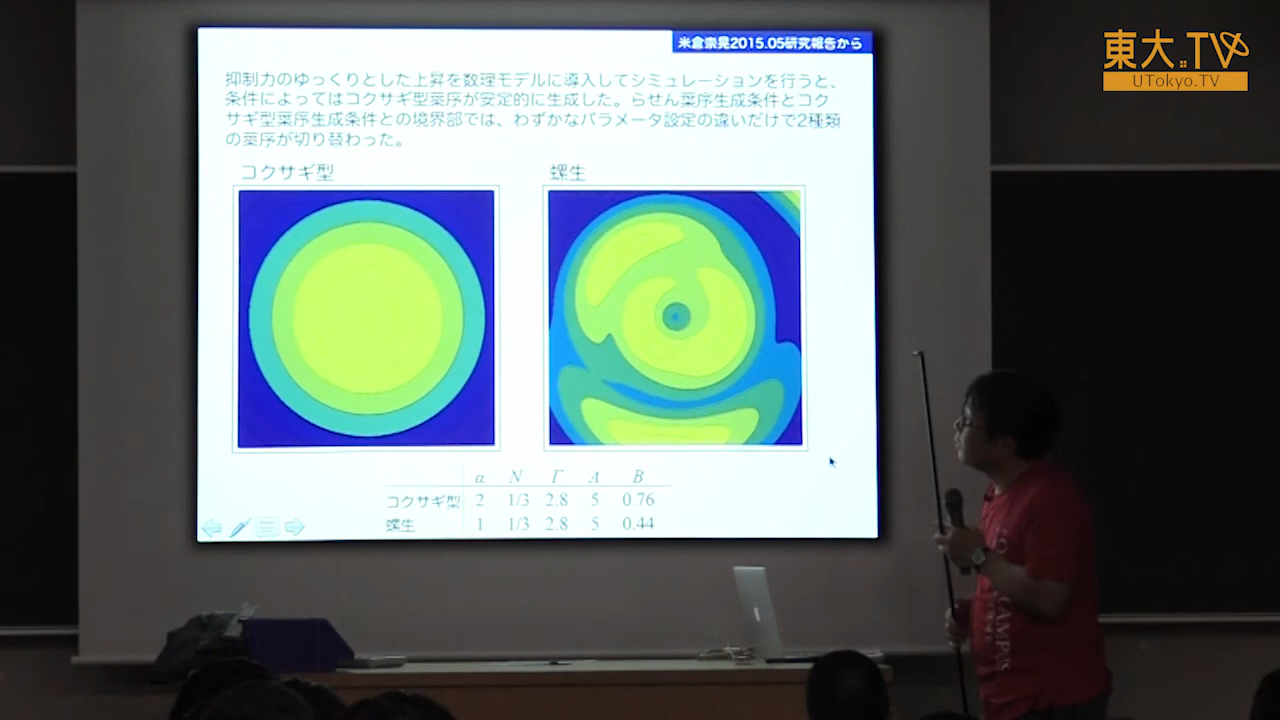 東大.TV
UTokyo.TV
米倉崇晃2015.05研究報告から
抑制力のゆっくりとした上昇を数理モデルに導入してシミュレーションを行うと、
条件によってはコクサギ型葉序が安定的に生成した。らせん葉序生成条件とコク
サギ型葉序生成条件との境界部では、わずかなパラメータ設定の違いだけで2種類
の葉序が切り替わった。
コクサギ型 螺生
α N Γ A B
コクサギ型 2 1/3 2.8 5 0.76
螺生 1 1/3 2.8 5 0.44